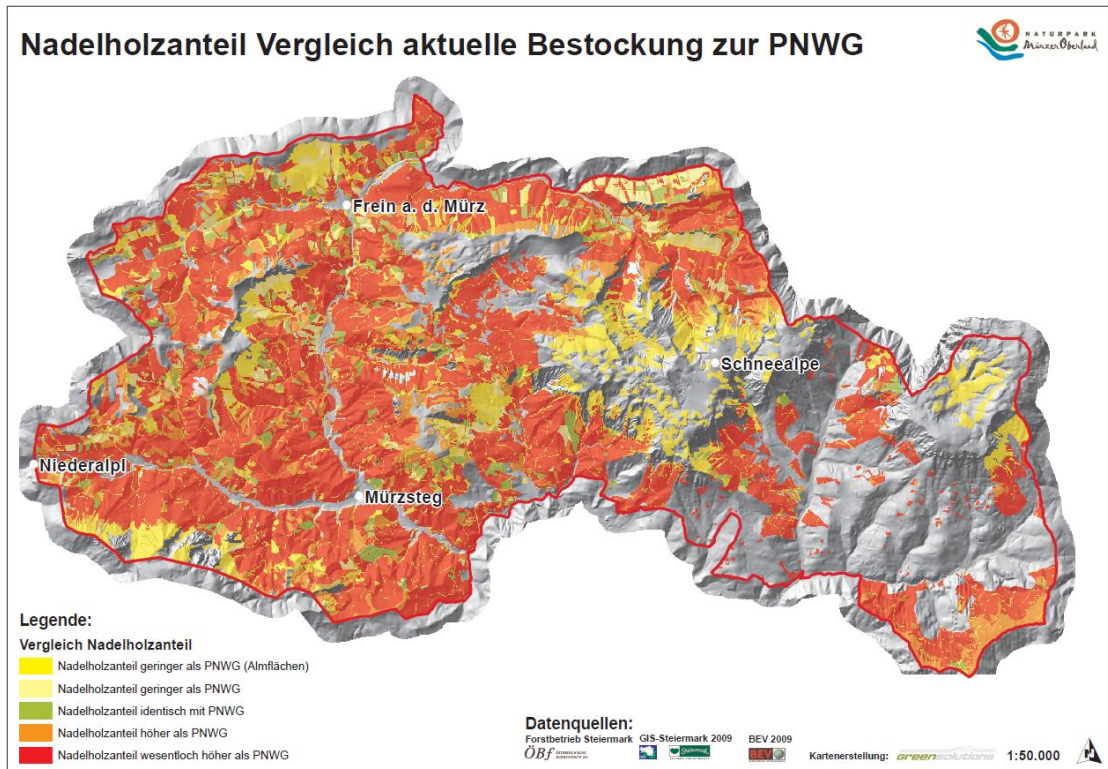 Nadelholzanteil Vergleich aktuelle Bestockung zur PNWG
NATURPARK
Mürzer Oberland
Frein a. d. Mürz
Schneealpe
Niederalpl
Mürzsteg
Legende:
Vergleich Nadelholzanteil
Nadelholzanteil geringer als PNWG (Almflächen)
Nadelholzanteil geringer als PNWG
Nadelholzanteil identisch mit PNWG
Nadelholzanteil höher als PNWG
Nadelholzanteil wesentloch höher als PNWG
Datenquellen:
Forstbetrieb Steiermark GIS-Steiermark 2009 BEV 2009
ÖBf BEV
Kartenerstellung: greensolutions 1:50.000